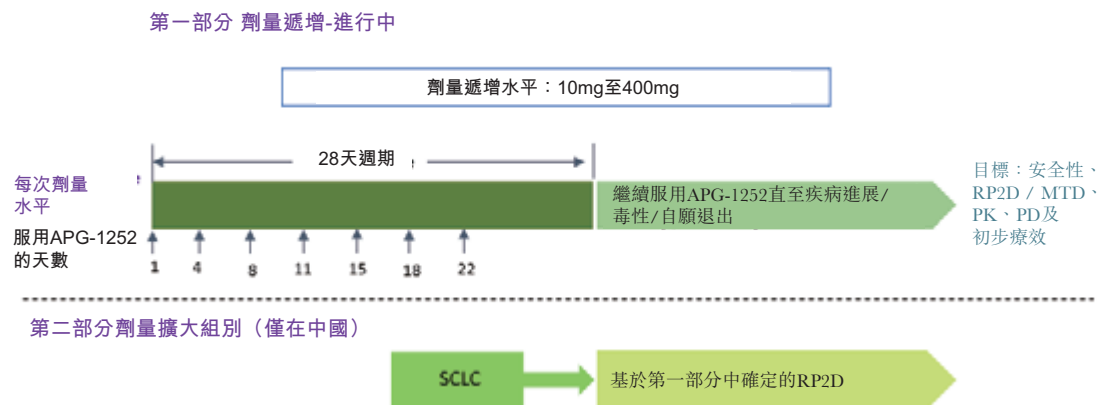 第一部分 劑量遞增-進行中
劑量遞增水平：10mg至400mg
28天週期
每次劑量
水平
服用APG-1252
的天數
1 4 8 11 15 18 22
繼續服用APG-1252直至疾病進展/
毒性/自願退出
目標：安全性、
RP2D / MTD、
PK、PD及
初步療效
第二部分劑量擴大組別（僅在中國）
SCLC
基於第一部分中確定的RP2D